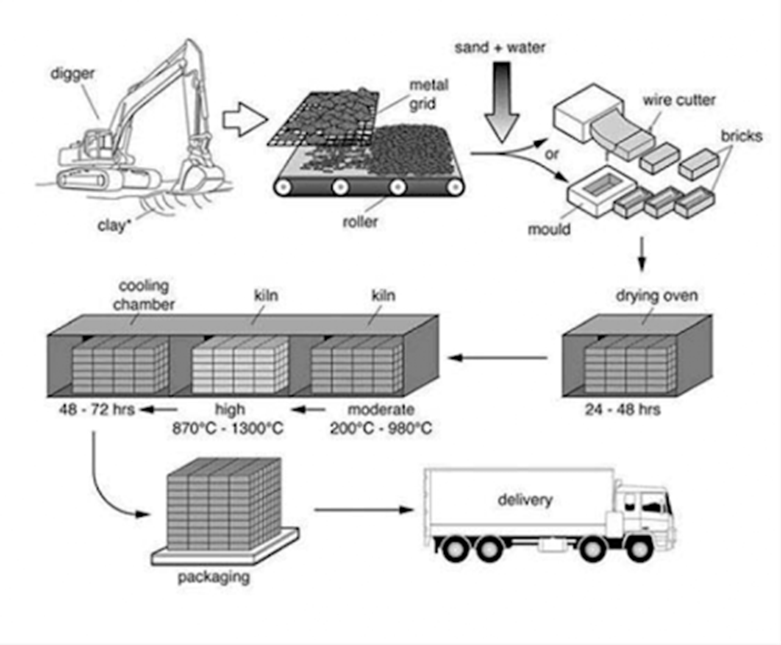 digger
clay*
metal
grid
roller
sand + water
or
wire cutter
bricks
mould
drying oven
24 - 48 hrs
cooling
chamber
kiln
kiln
48 - 72 hrs
high
870°C - 1300°C
moderate
200°C - 980°C
packaging
delivery